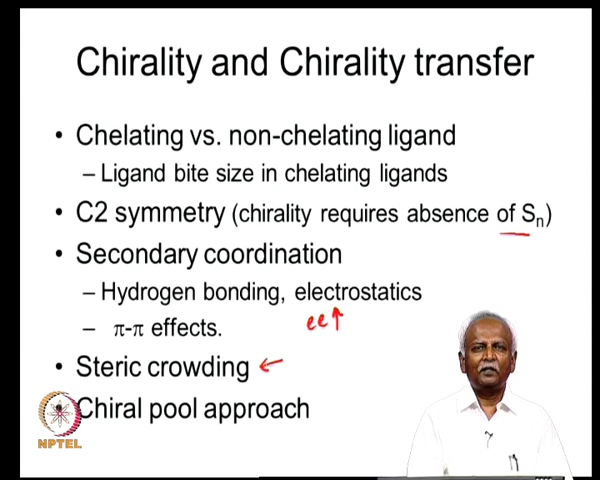 Chirality and Chirality transfer
• Chelating vs. non-chelating ligand
– Ligand bite size in chelating ligands
• C2 symmetry (chirality requires absence of Sn)
• Secondary coordination
– Hydrogen bonding, electrostatics
– π-π effects.
ee↑
• Steric crowding ←
Chiral pool approach
NPTEL